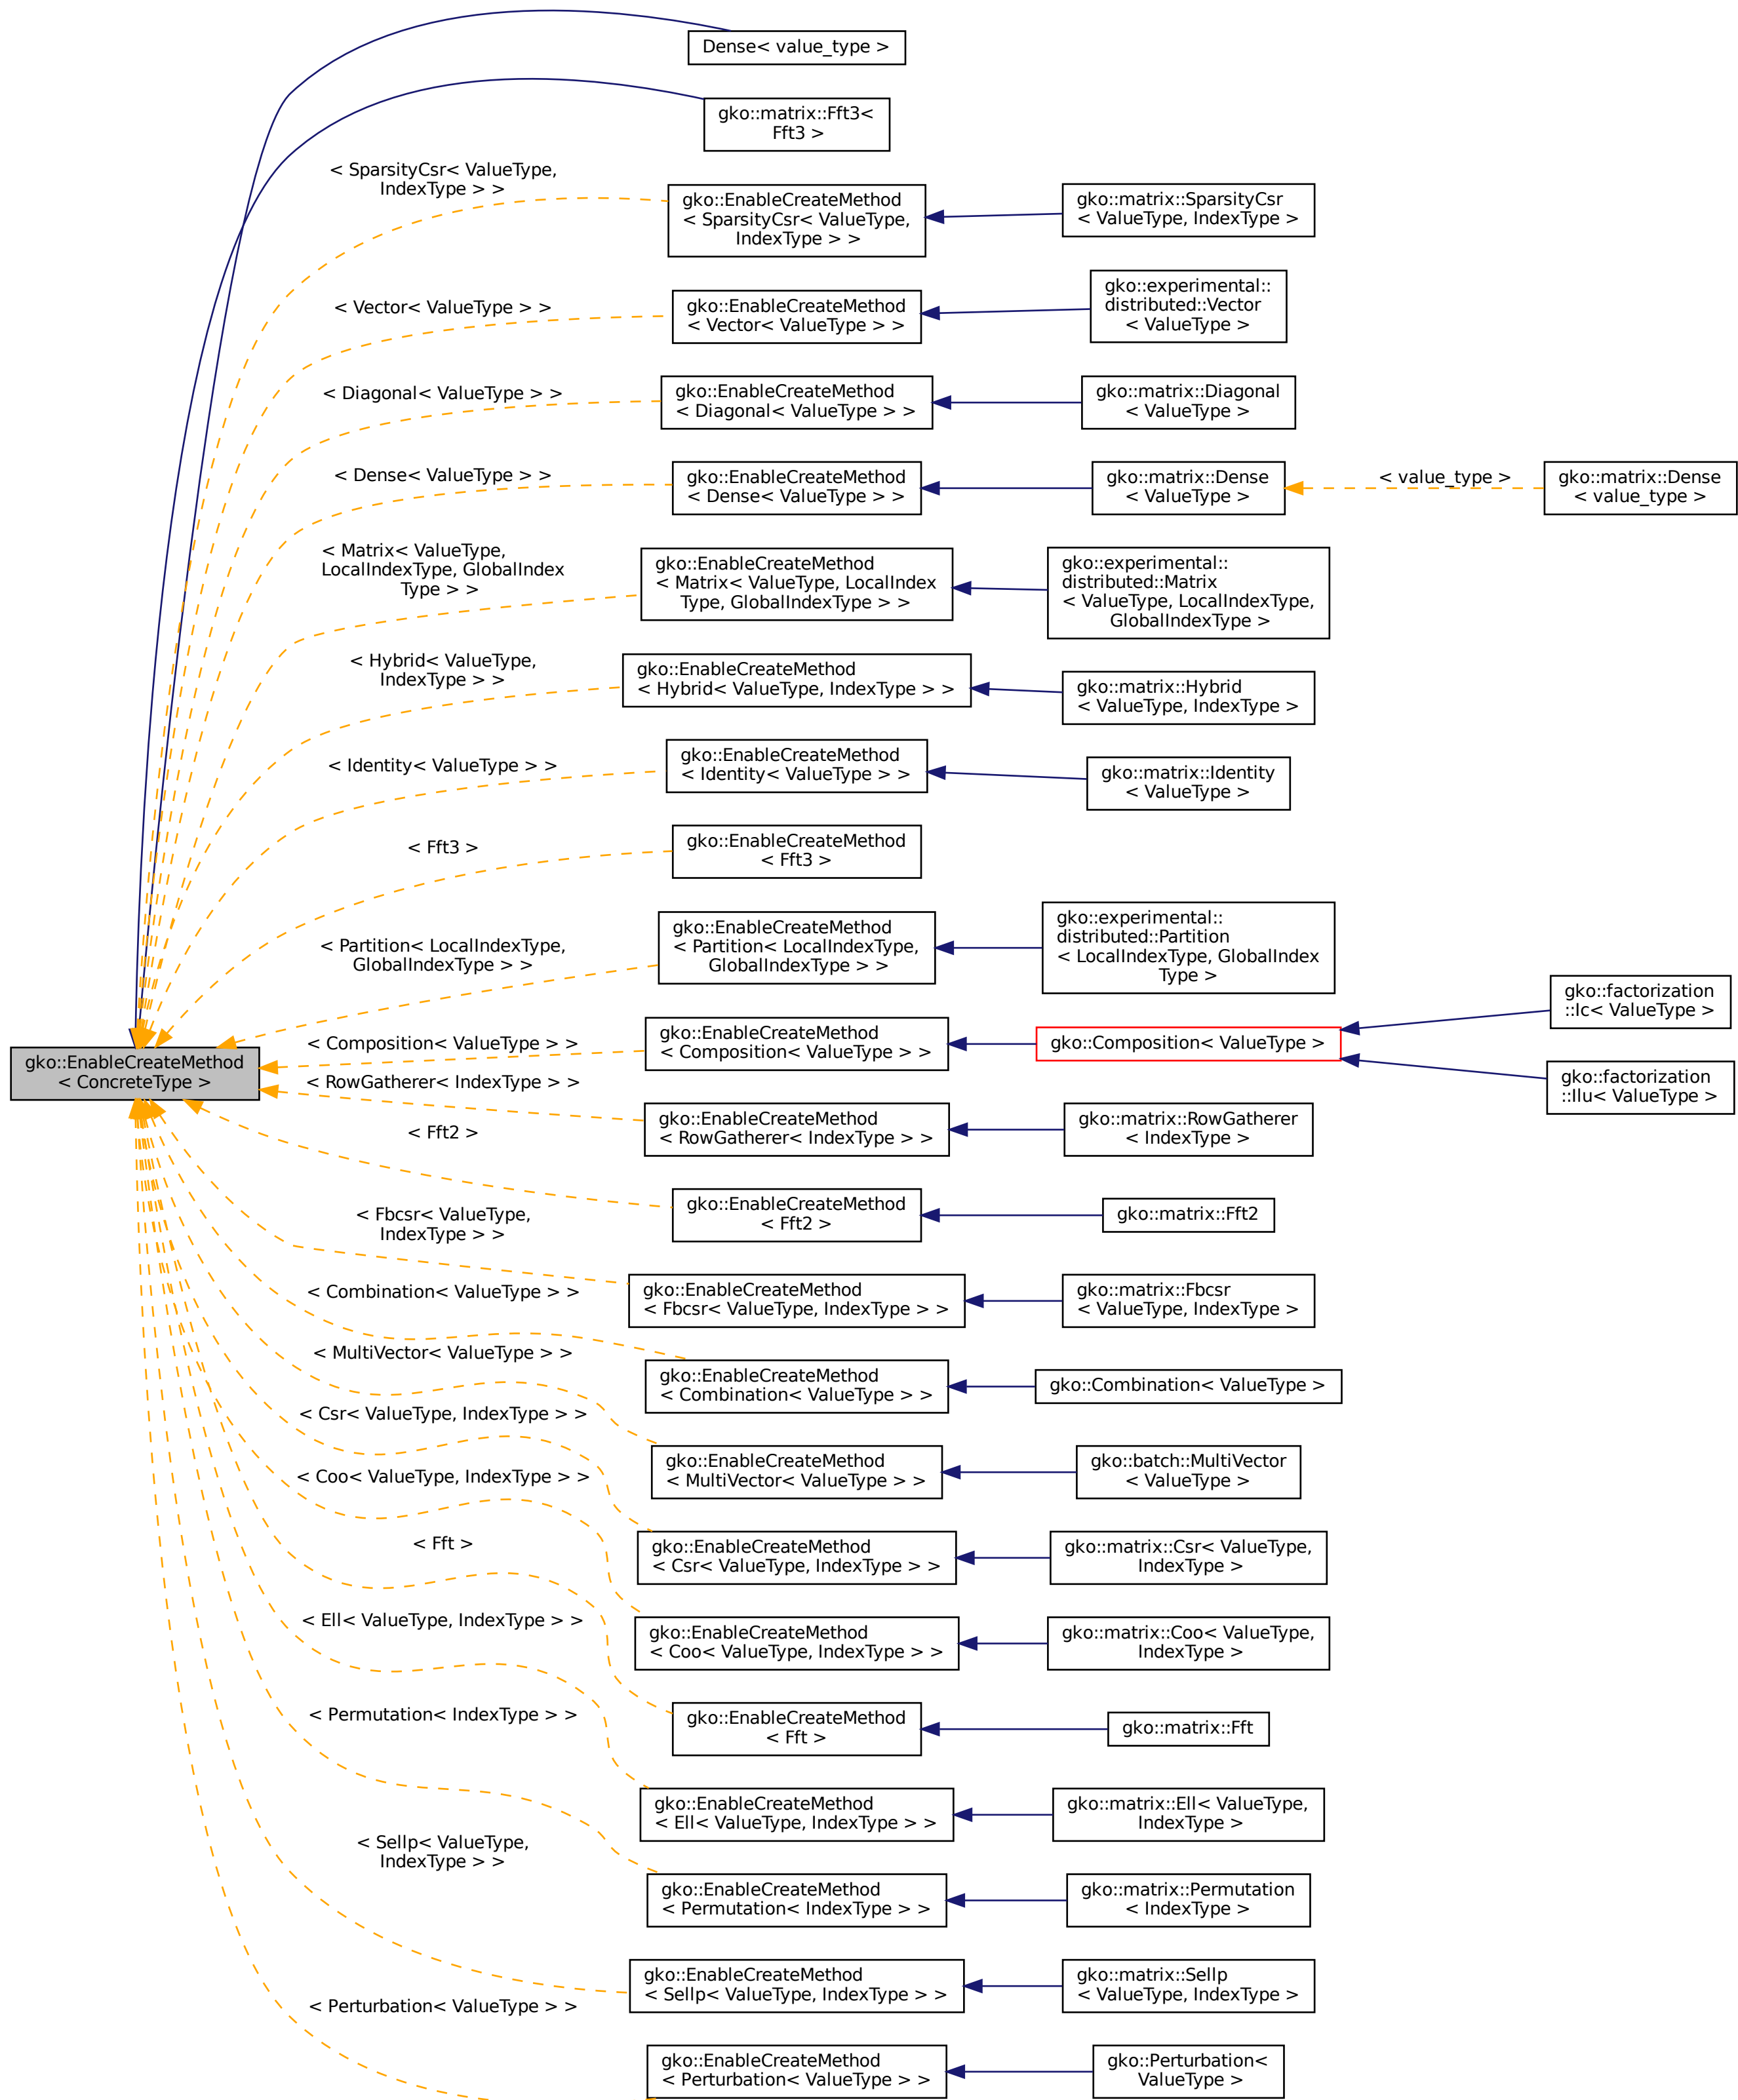 Dense< value_type >
gko::matrix::Fft3<
Fft3 >
< SparsityCsr< ValueType,
IndexType > >
gko::EnableCreateMethod
< SparsityCsr< ValueType,
IndexType > >
gko::matrix::SparsityCsr
< ValueType, IndexType >
< Vector< ValueType > >
gko::EnableCreateMethod
< Vector< ValueType > >
gko::experimental::
distributed::Vector
< ValueType >
< Diagonal< ValueType > >
gko::EnableCreateMethod
< Diagonal< ValueType > >
gko::matrix::Diagonal
< ValueType >
< Dense< ValueType > >
gko::EnableCreateMethod
< Dense< ValueType > >
gko::matrix::Dense
< ValueType >
< value_type >
gko::matrix::Dense
< value_type >
< Matrix< ValueType,
LocalIndexType, GlobalIndex
Type > >
gko::EnableCreateMethod
< Matrix< ValueType, LocalIndex
Type, GlobalIndexType > >
gko::experimental::
distributed::Matrix
< ValueType, LocalIndexType,
GlobalIndexType >
< Hybrid< ValueType,
IndexType > >
gko::EnableCreateMethod
< Hybrid< ValueType, IndexType > >
gko::matrix::Hybrid
< ValueType, IndexType >
< Identity< ValueType > >
gko::EnableCreateMethod
< Identity< ValueType > >
gko::matrix::Identity
< ValueType >
< Fft3 >
gko::EnableCreateMethod
< Fft3 >
< Partition< LocalIndexType,
GlobalIndexType > >
gko::EnableCreateMethod
< Partition< LocalIndexType,
GlobalIndexType > >
gko::experimental::
distributed::Partition
< LocalIndexType, GlobalIndex
Type >
gko::EnableCreateMethod
< ConcreteType >
< Composition< ValueType > >
gko::EnableCreateMethod
< Composition< ValueType > >
gko::Composition< ValueType >
gko::factorization
::Ic< ValueType >
gko::factorization
::Ilu< ValueType >
< RowGatherer< IndexType > >
gko::EnableCreateMethod
< RowGatherer< IndexType > >
gko::matrix::RowGatherer
< IndexType >
< Fft2 >
gko::EnableCreateMethod
< Fft2 >
gko::matrix::Fft2
< Fbcsr< ValueType,
IndexType > >
gko::EnableCreateMethod
< Fbcsr< ValueType, IndexType > >
gko::matrix::Fbcsr
< ValueType, IndexType >
< Combination< ValueType > >
gko::EnableCreateMethod
< Combination< ValueType > >
gko::Combination< ValueType >
< MultiVector< ValueType > >
gko::EnableCreateMethod
< MultiVector< ValueType > >
gko::batch::MultiVector
< ValueType >
< Csr< ValueType, IndexType > >
gko::EnableCreateMethod
< Csr< ValueType, IndexType > >
gko::matrix::Csr< ValueType,
IndexType >
< Coo< ValueType, IndexType > >
gko::EnableCreateMethod
< Coo< ValueType, IndexType > >
gko::matrix::Coo< ValueType,
IndexType >
< Fft >
gko::EnableCreateMethod
< Fft >
gko::matrix::Fft
< Ell< ValueType, IndexType > >
gko::EnableCreateMethod
< Ell< ValueType, IndexType > >
gko::matrix::Ell< ValueType,
IndexType >
< Permutation< IndexType > >
gko::EnableCreateMethod
< Permutation< IndexType > >
gko::matrix::Permutation
< IndexType >
< Sellp< ValueType,
IndexType > >
gko::EnableCreateMethod
< Sellp< ValueType, IndexType > >
gko::matrix::Sellp
< ValueType, IndexType >
< Perturbation< ValueType > >
gko::EnableCreateMethod
< Perturbation< ValueType > >
gko::Perturbation<
ValueType >